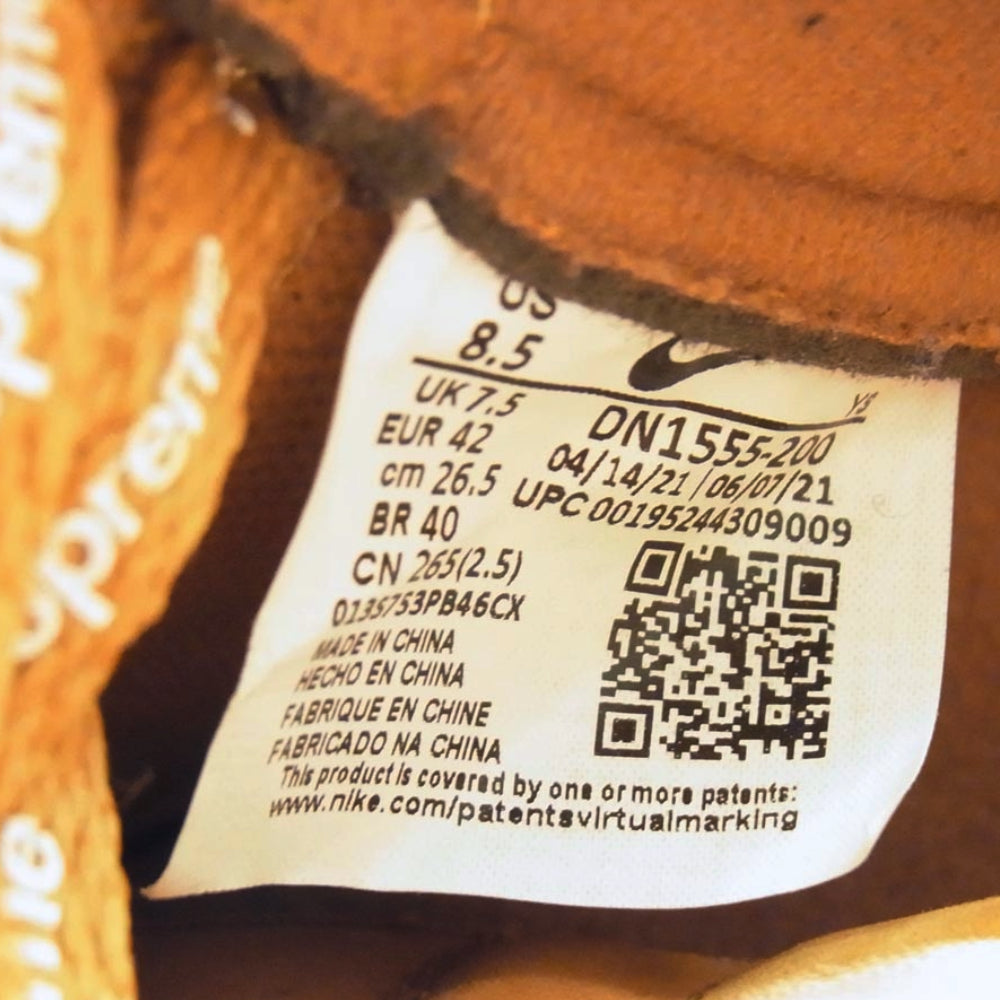 US
8.5
UK 7.5
EUR 42
cm 26.5
BR 40
CN 265(2.5)
0135753PB46CX
MADE IN CHINA
HECHO EN CHINA
FABRIQUE EN CHINE
FABRICADO NA CHINA
YS
DN1555-200
04/14/21 / 06/07/21
UPC 00195244309009
This product is covered by one or more patents:
www.nike.com/patentsvirtualmarking